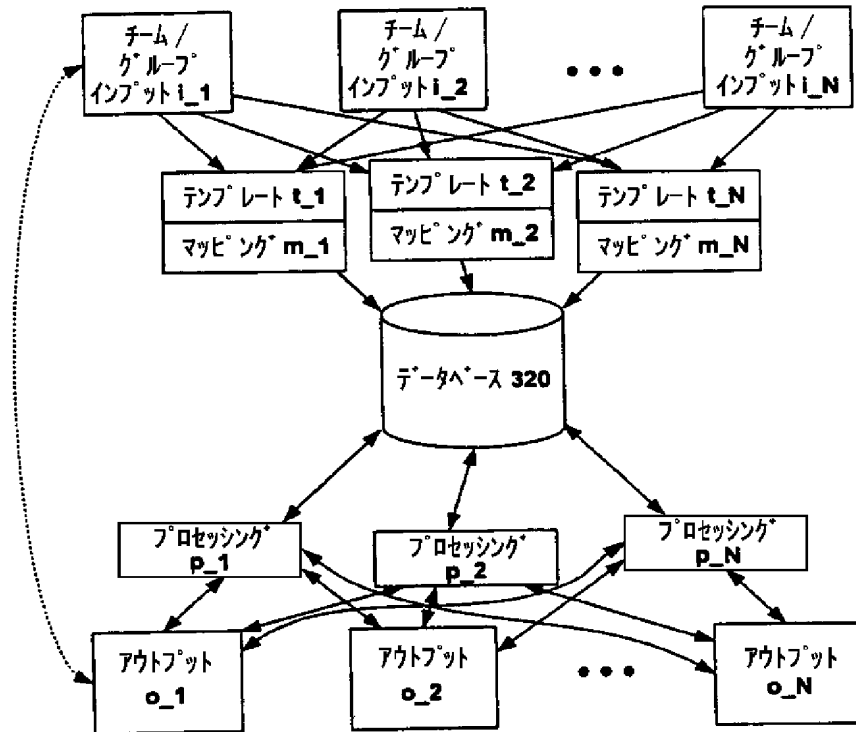 チーム /
グループ
インプット i_1
チーム /
グループ
インプット i_2
チーム /
グループ
インプット i_N
テンプレート t_1
マッピング m_1
テンプレート t_2
マッピング m_2
テンプレート t_N
マッピング m_N
データベース 320
プロセッシング
p_1
プロセッシング
p_2
プロセッシング
p_N
アウトプット
o_1
アウトプット
o_2
アウトプット
o_N